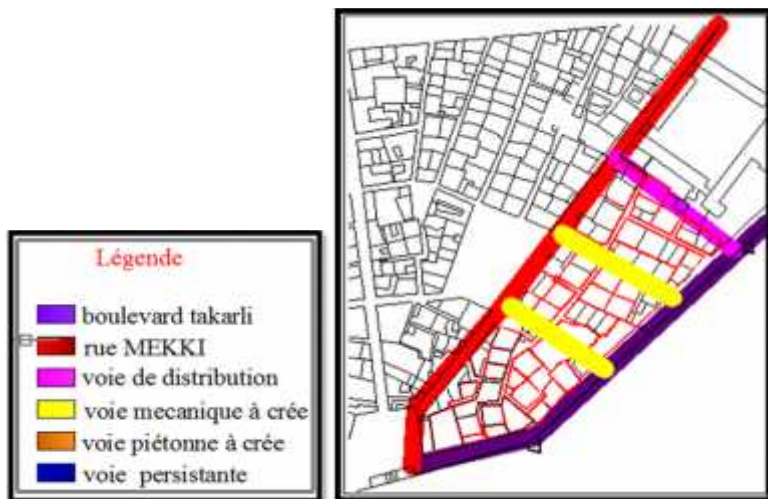 Légende
boulevard takarli
rue MEKKI
voie de distribution
voie mecanique à crée
voie piétonne à crée
voie persistante